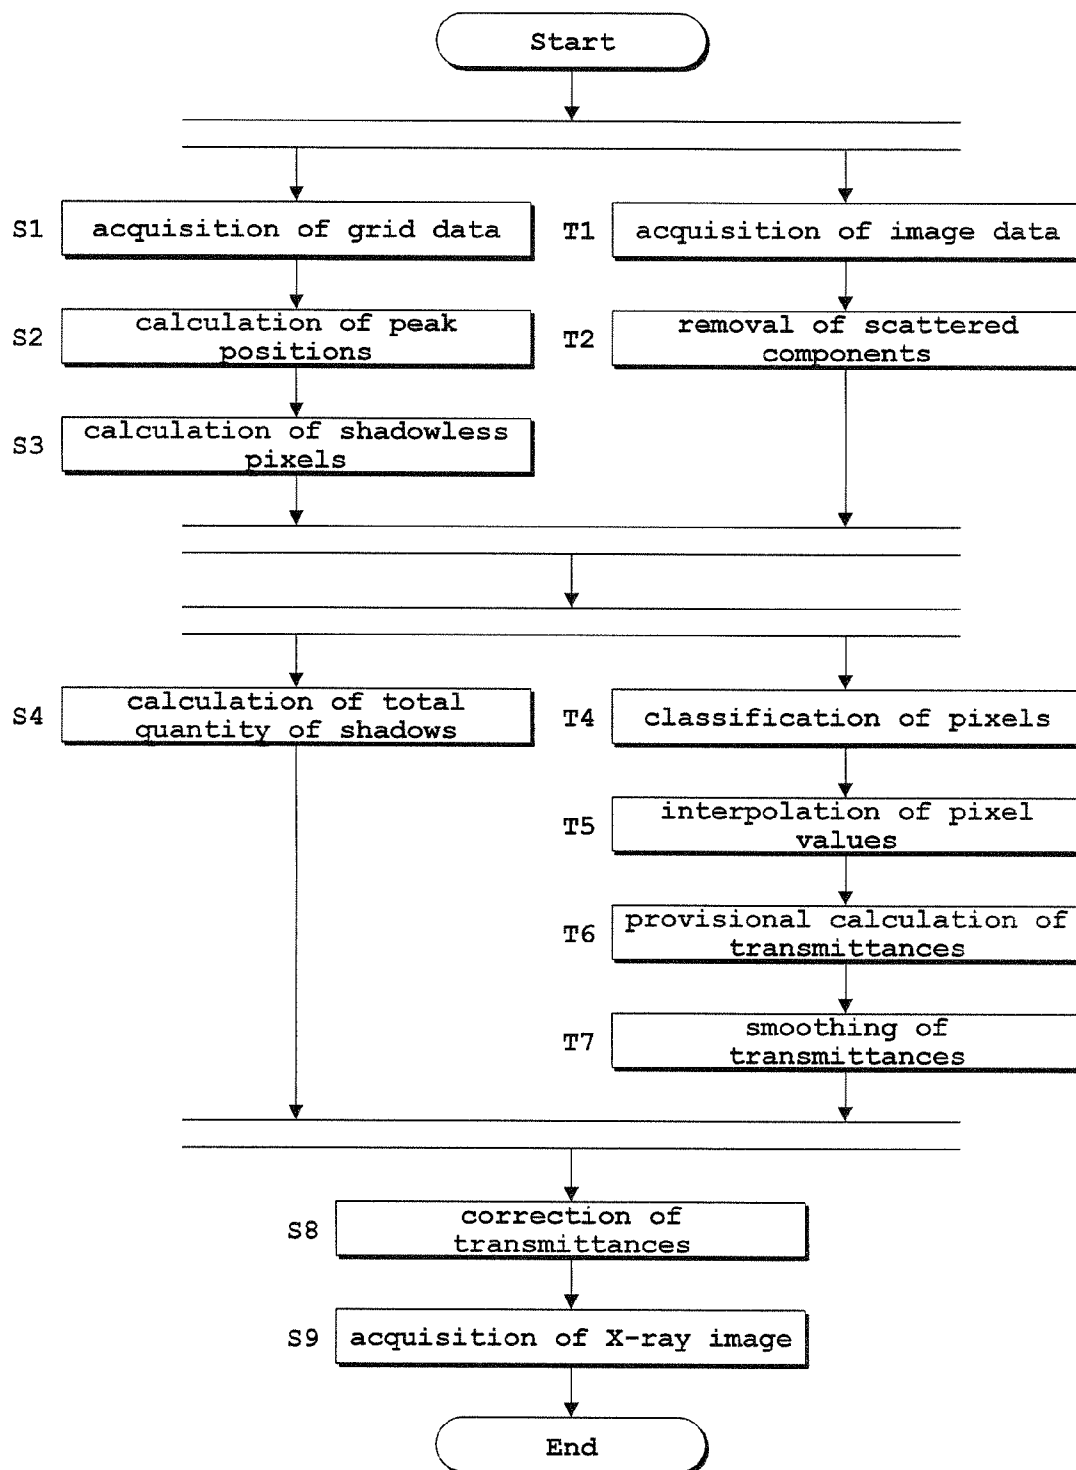 Start
S1 acquisition of grid data
T1 acquisition of image data
S2 calculation of peak
positions
T2 removal of scattered
components
S3 calculation of shadowless
pixels
S4 calculation of total
quantity of shadows
T4 classification of pixels
T5 interpolation of pixel
values
T6 provisional calculation of
transmittances
T7 smoothing of
transmittances
S8 correction of
transmittances
S9 acquisition of X-ray image
End